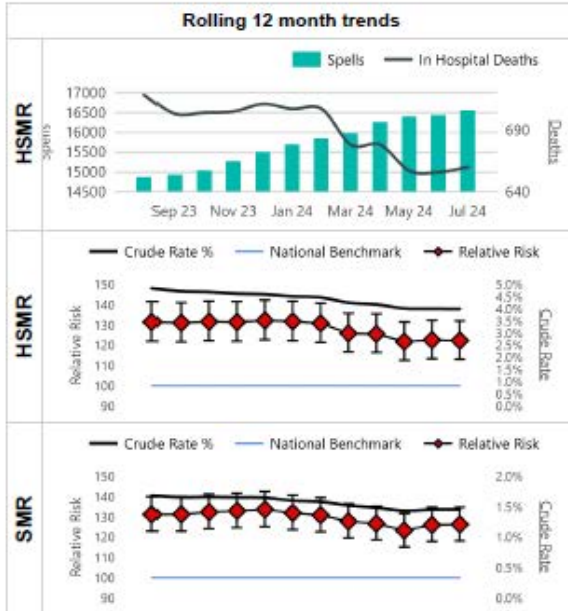 Rolling 12 month trends
HSMR
Spells In Hospital Deaths
Spells
17000
16500
16000
15500
15000
14500
690
640
Deaths
Sep 23 Nov 23 Jan 24 Mar 24 May 24 Jul 24
HSMR
Crude Rate % National Benchmark Relative Risk
Relative Risk
150
140
130
120
110
100
90
5.0%
4.5%
4.0%
3.5%
3.0%
2.5%
2.0%
1.5%
1.0%
0.5%
0.0%
Crude Rate
SMR
Crude Rate % National Benchmark Relative Risk
Relative Risk
150
140
130
120
110
100
90
2.0%
1.5%
1.0%
0.5%
0.0%
Crude Rate